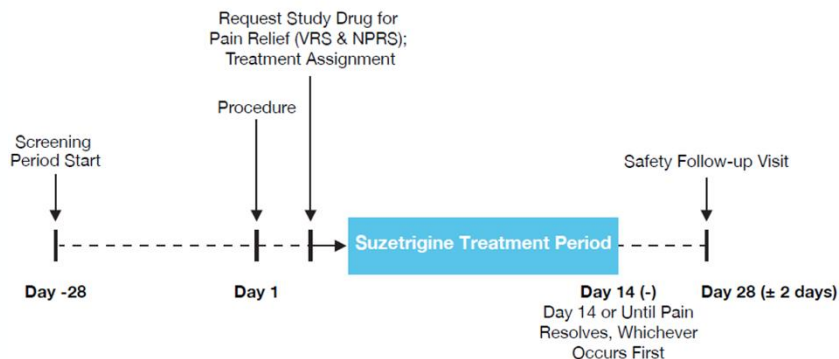 Request Study Drug for
Pain Relief (VRS & NPRS);
Treatment Assignment
Procedure
Screening
Period Start
Safety Follow-up Visit
Suzetrigine Treatment Period
Day -28
Day 1
Day 14 (-)
Day 28 (± 2 days)
Day 14 or Until Pain
Resolves, Whichever
Occurs First